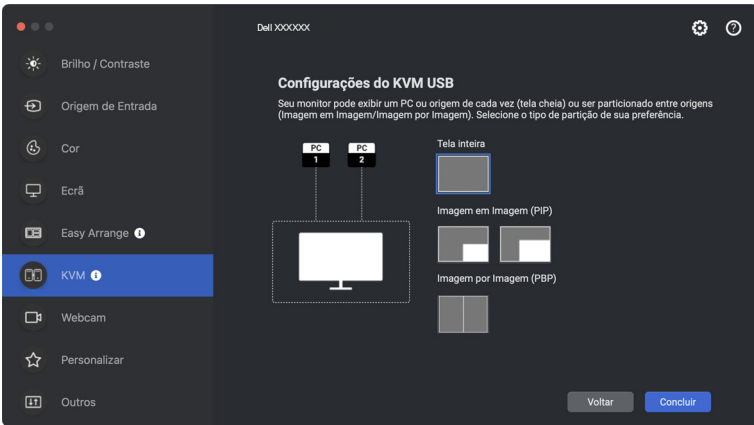 Dell XXXXXX
Brilho / Contraste
Origem de Entrada
Cor
Ecrã
Easy Arrange
KVM
Webcam
Personalizar
Outros
Configurações do KVM USB
Seu monitor pode exibir um PC ou origem de cada vez (tela cheia) ou ser particionado entre origens
(Imagem em Imagem/Imagem por Imagem). Selecione o tipo de partição de sua preferência.
PC
1
PC
2
Tela inteira
Imagem em Imagem (PIP)
Imagem por Imagem (PBP)
Voltar
Concluir